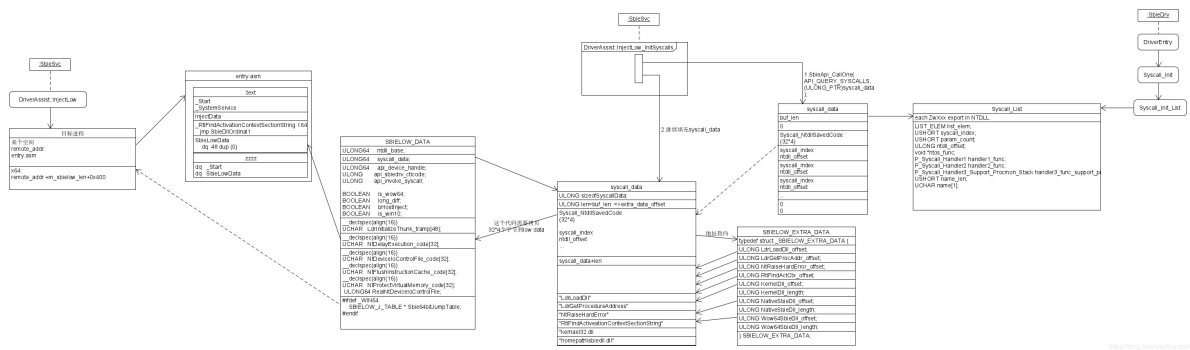 :SbieSvc
DriverAssist::InjectLow
目标进程
某个空间
remote_addr:
entry.asm
x64:
remote_addr +m_sbielow_len+0x400
entry.asm
.text
_Start
_SystemService
InjectData
_RtlFindActivationContextSectionString (64
jmp SbieDllOrdinal1
SbieLowData
dq 48 dup (0)
zzzz
dq _Start
dq SbieLowData
SBIELOW_DATA
ULONG64 ntdll_base;
ULONG64 syscall_data;
ULONG64 api_device_handle;
ULONG api_sbiedrv_ctlcode;
ULONG api_invoke_syscall;
BOOLEAN is_wow64;
BOOLEAN long_diff;
BOOLEAN bHostInject;
BOOLEAN is_win10;
__declspec(align(16))
UCHAR LdrInitializeThunk_tramp[48];
__declspec(align(16))
UCHAR NtDelayExecution_code[32];
__declspec(align(16))
UCHAR NtDeviceIoControlFile_code[32];
__declspec(align(16))
UCHAR NtFlushInstructionCache_code[32];
__declspec(align(16))
UCHAR NtProtectVirtualMemory_code[32];
ULONG64 RealNtDeviceIoControlFile;
#ifdef _WIN64
SBIELOW_J_TABLE * Sbie64bitJumpTable;
#endif
:SbieSvc
DriverAssist::InjectLow_InitSyscalls
1.SbieApi_CallOne(
API_QUERY_SYSCALLS,
(ULONG_PTR)syscall_data
);
2.继续填充syscall_data
syscall_data
ULONG sizeofSyscallData;
ULONG len=buf_len =>extra_data_offset
Syscall_NtdllSavedCode
(32*4)
syscall_index
ntdll_offset
...
syscall_data+len
"LdrLoadDll"
"LdrGetProcedureAddress"
"NtRaiseHardError"
"RtlFindActiveationContextSectionString"
"kernael32.dll
"homepath\sbiedll.dll"
地址指向
SBIELOW_EXTRA_DATA
typedef struct _SBIELOW_EXTRA_DATA {
ULONG LdrLoadDll_offset;
ULONG LdrGetProcAddr_offset;
ULONG NtRaiseHardError_offset;
ULONG RtlFindActCtx_offset;
ULONG KernelDll_offset;
ULONG KernelDll_length;
ULONG NativeSbieDll_offset;
ULONG NativeSbieDll_length;
ULONG Wow64SbieDll_offset;
ULONG Wow64SbieDll_length;
} SBIELOW_EXTRA_DATA;
syscall_data
buf_len
0
Syscall_NtdllSavedCode
(32*4)
syscall_index
ntdll_offset
syscall_index
ntdll_offset
syscall_index
ntdll_offset
0
0
:SbieDrv
DriverEntry
Syscall_Init
Syscall_Init_List
Syscall_List
each Zwxxx export in NTDLL
LIST_ELEM list_elem;
USHORT syscall_index;
USHORT param_count;
ULONG ntdll_offset;
void *ntos_func;
P_Syscall_Handler1 handler1_func;
P_Syscall_Handler2 handler2_func;
P_Syscall_Handler3_Support_Procmon_Stack handler3_func_support_pr
USHORT name_len;
UCHAR name[1];